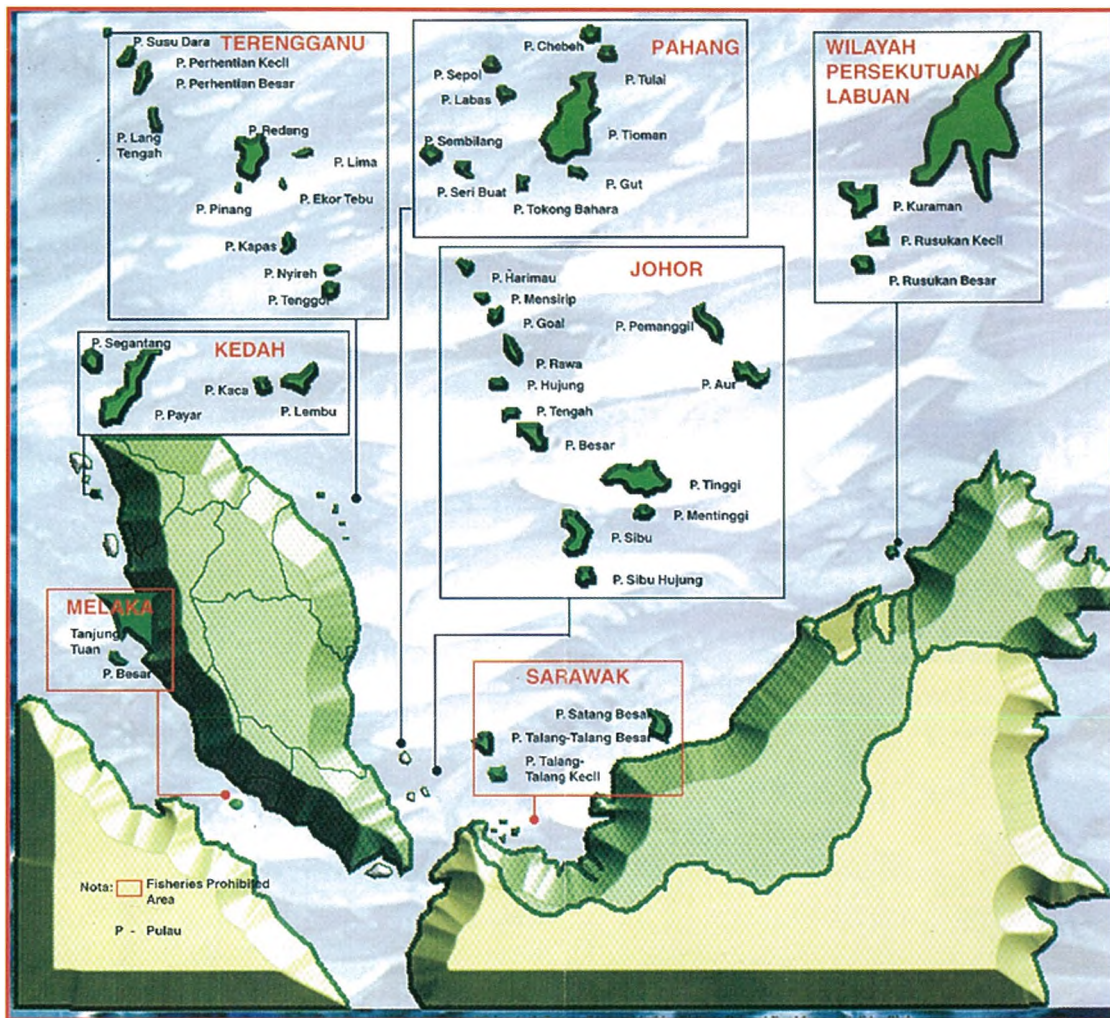 TERENGGANU
P. Susu Dara
P. Perhentian Kecil
P. Perhentian Besar
P. Lang
Tengah
P. Redang
P. Lima
P. Pinang
P. Ekor Tebu
P. Kapas
P. Nyireh
P. Tenggol
PAHANG
P. Chebeh
P. Tulai
P. Sepoi
P. Labas
P. Tioman
P. Sembilang
P. Seri Buat
P. Gut
P. Tokong Bahara
WILAYAH
PERSEKUTUAN
LABUAN
P. Kuraman
P. Rusukan Kecil
P. Rusukan Besar
KEDAH
P. Segantang
P. Kaca
P. Lembu
P. Payar
JOHOR
P. Harimau
P. Mensirip
P. Goal
P. Pemanggil
P. Rawa
P. Hujung
P. Aur
P. Tengah
P. Besar
P. Tinggi
P. Mentinggi
P. Sibu
P. Sibu Hujung
MELAKA
Tanjung
Tuan
P. Besar
SARAWAK
P. Satang Besar
P. Talang-Talang Besar
P. Talang-
Talang Kecil
Nota: Fisheries Prohibited
Area
P - Pulau